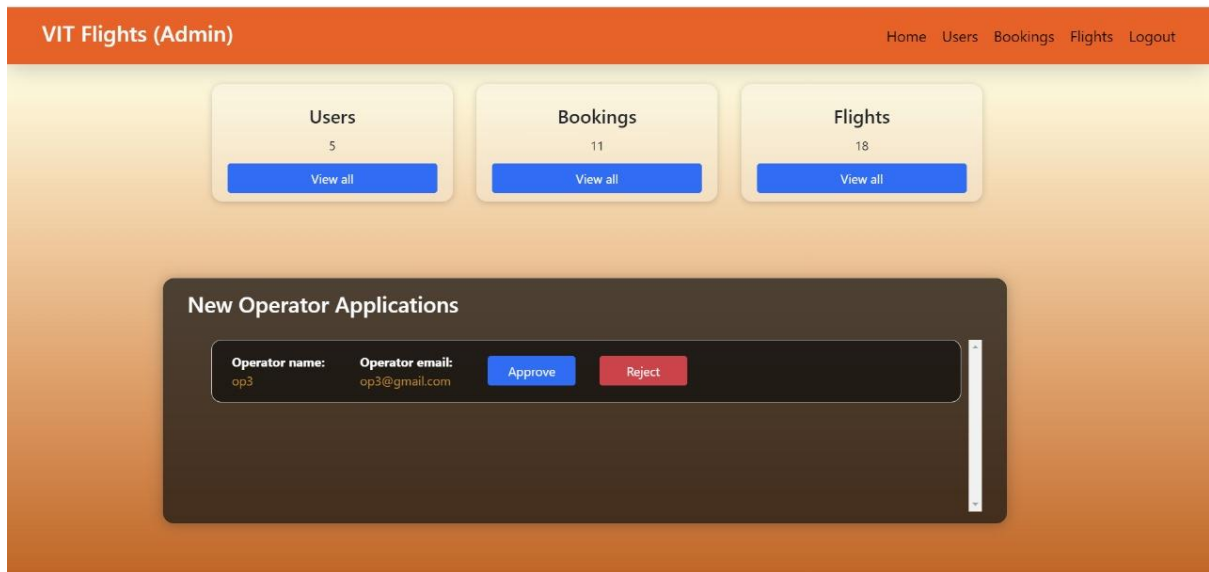 VIT Flights (Admin)
Home Users Bookings Flights Logout
Users
5
View all
Bookings
11
View all
Flights
18
View all
New Operator Applications
Operator name:
op3
Operator email:
op3@gmail.com
Approve
Reject